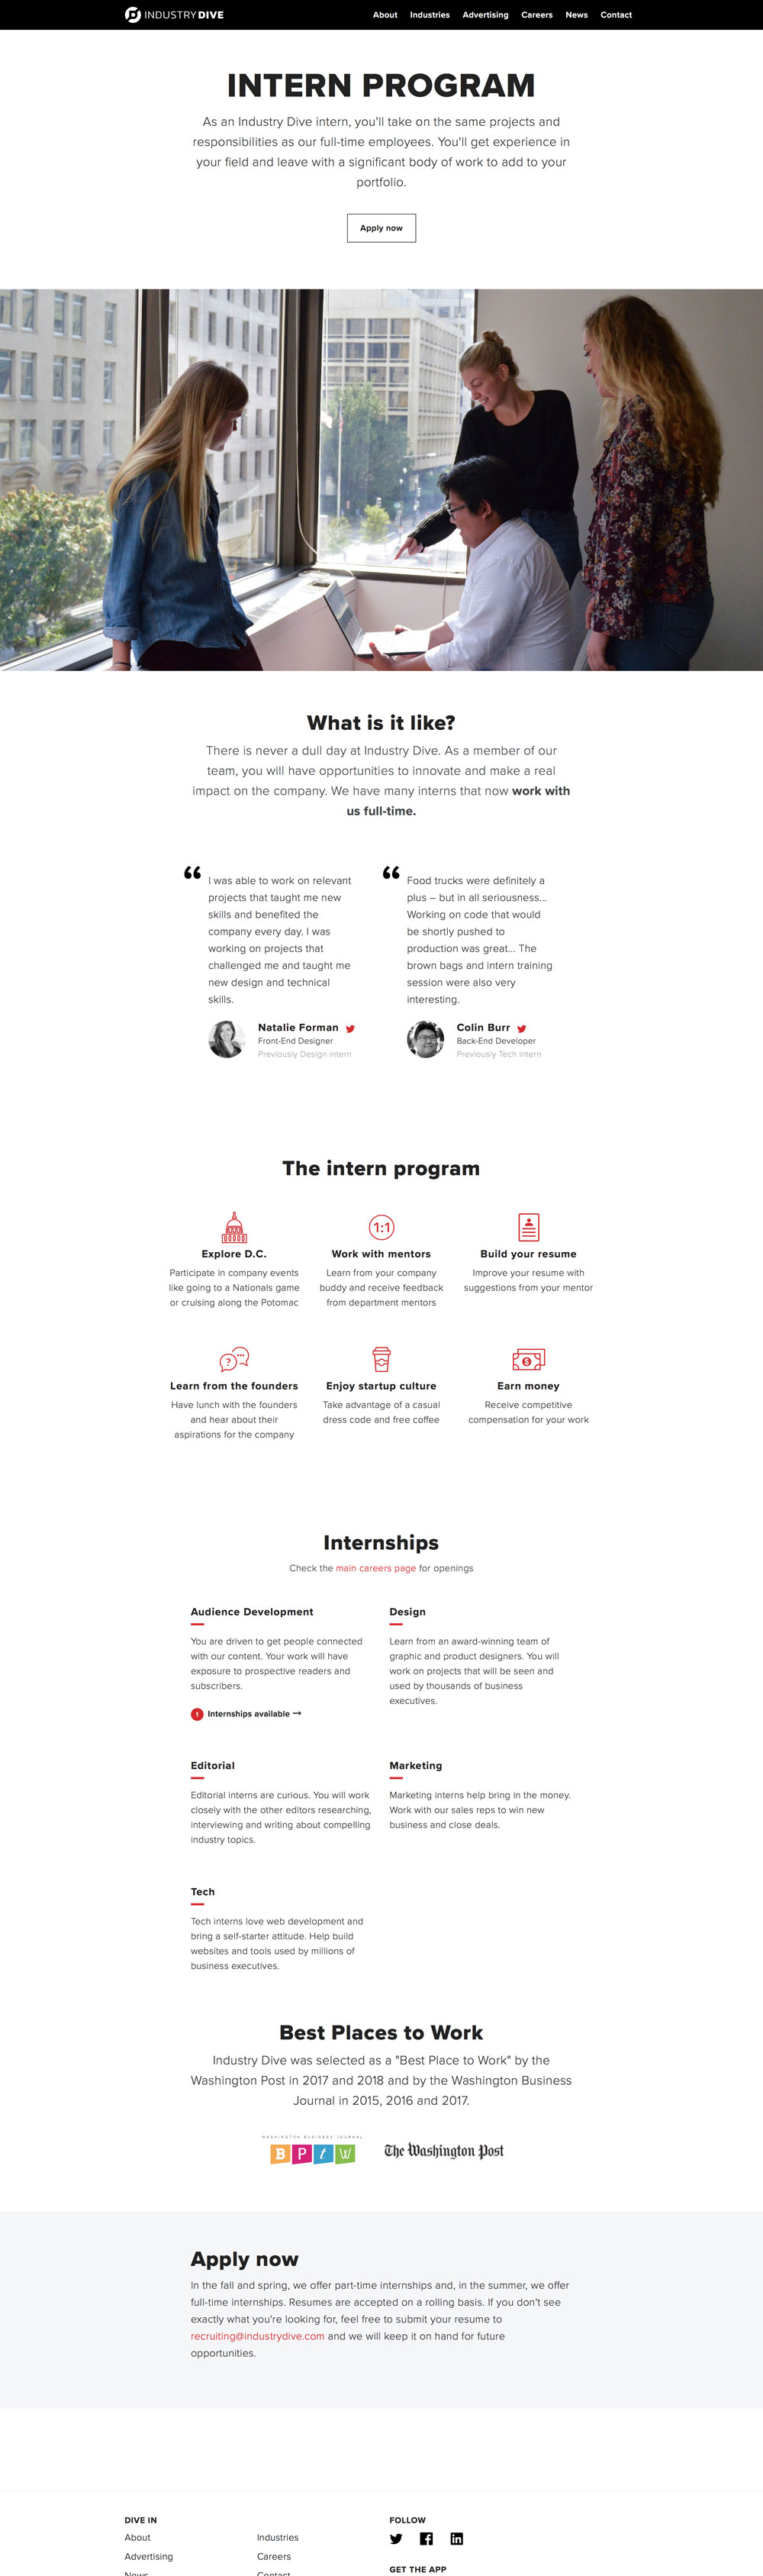 INDUSTRY DIVE
About Industries Advertising Careers News Contact
INTERN PROGRAM
As an Industry Dive intern, you'll take on the same projects and
responsibilities as our full-time employees. You'll get experience in
your field and leave with a significant body of work to add to your
portfolio.
Apply now
What is it like?
There is never a dull day at Industry Dive. As a member of our
team, you will have opportunities to innovate and make a real
impact on the company. We have many interns that now work with
us full-time.
“
I was able to work on relevant
projects that taught me new
skills and benefited the
company every day. I was
working on projects that
challenged me and taught me
new design and technical
skills.
Natalie Forman
Front-End Designer
Previously Design intern
“
Food trucks were definitely a
plus – but in all seriousness...
Working on code that would
be shortly pushed to
production was great... The
brown bags and intern training
session were also very
interesting.
Colin Burr
Back-End Developer
Previously Tech intern
The intern program
Explore D.C.
Participate in company events
like going to a Nationals game
or cruising along the Potomac
1:1
Work with mentors
Learn from your company
buddy and receive feedback
from department mentors
Build your resume
Improve your resume with
suggestions from your mentor
?
Learn from the founders
Have lunch with the founders
and hear about their
aspirations for the company
Enjoy startup culture
Take advantage of a casual
dress code and free coffee
$
Earn money
Receive competitive
compensation for your work
Internships
Check the main careers page for openings
Audience Development
You are driven to get people connected
with our content. Your work will have
exposure to prospective readers and
subscribers.
1 Internships available →
Design
Learn from an award-winning team of
graphic and product designers. You will
work on projects that will be seen and
used by thousands of business
executives.
Editorial
Editorial interns are curious. You will work
closely with the other editors researching,
interviewing and writing about compelling
industry topics.
Marketing
Marketing interns help bring in the money.
Work with our sales reps to win new
business and close deals.
Tech
Tech interns love web development and
bring a self-starter attitude. Help build
websites and tools used by millions of
business executives.
Best Places to Work
Industry Dive was selected as a "Best Place to Work" by the
Washington Post in 2017 and 2018 and by the Washington Business
Journal in 2015, 2016 and 2017.
WASHINGTON BUSINESS JOURNAL
B P t W
The Washington Post
Apply now
In the fall and spring, we offer part-time internships and, in the summer, we offer
full-time internships. Resumes are accepted on a rolling basis. If you don't see
exactly what you're looking for, feel free to submit your resume to
recruiting@industrydive.com and we will keep it on hand for future
opportunities.
DIVE IN
About
Advertising
News
Industries
Careers
Contact
FOLLOW
GET THE APP